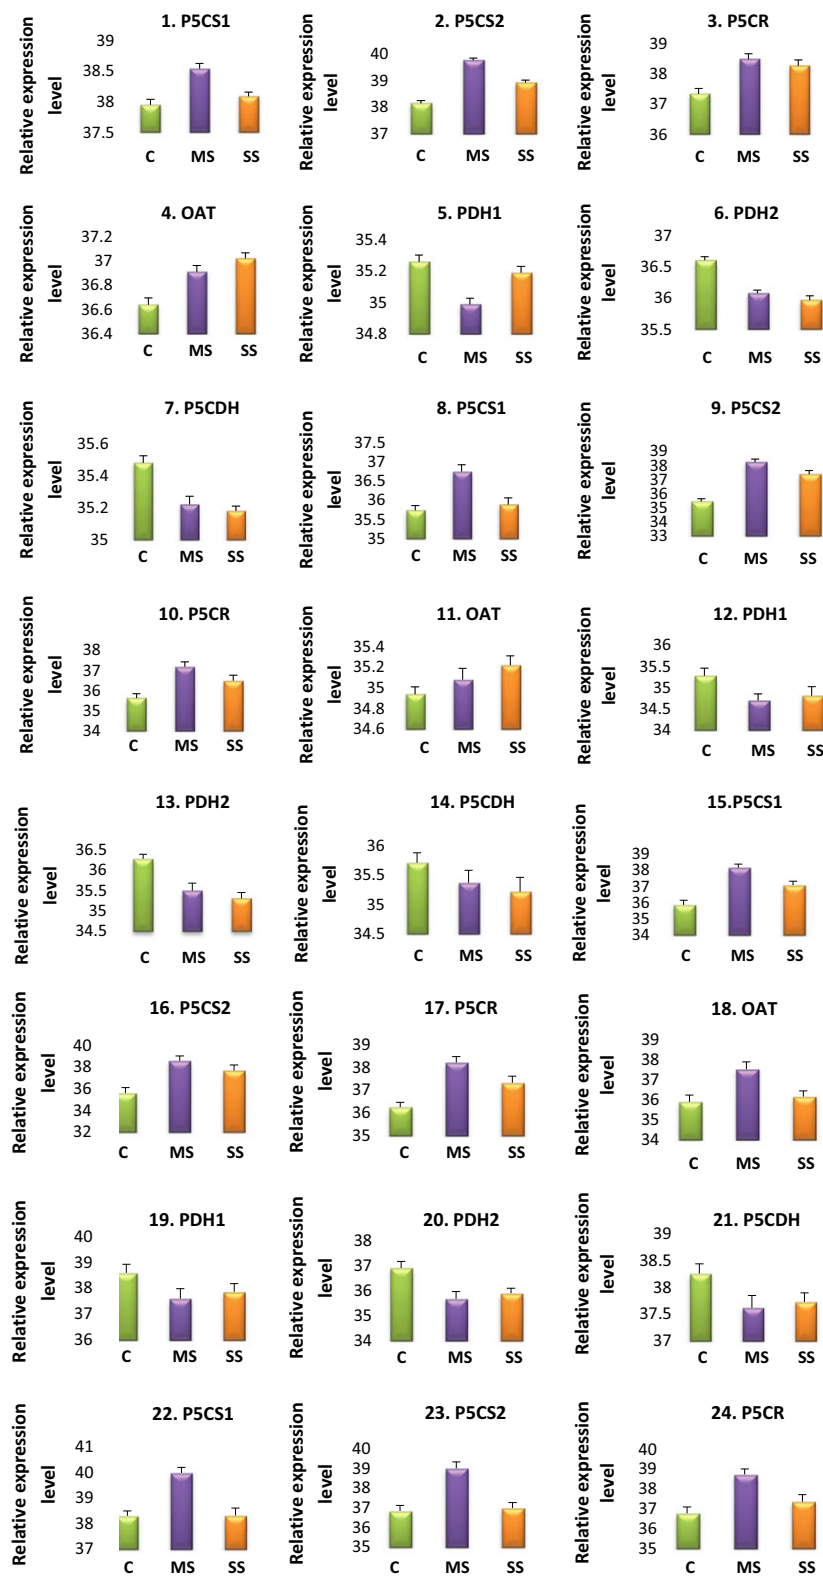 1. P5CS1
Relative expression
level
39
38.5
38
37.5
C MS SS
2. P5CS2
Relative expression
level
40
39
38
37
C MS SS
3. P5CR
Relative expression
level
39
38
37
36
C MS SS
4. OAT
Relative expression
level
37.2
37
36.8
36.6
36.4
C MS SS
5. PDH1
Relative expression
level
35.4
35.2
35
34.8
C MS SS
6. PDH2
Relative expression
level
37
36.5
36
35.5
C MS SS
7. P5CDH
Relative expression
level
35.6
35.4
35.2
35
C MS SS
8. P5CS1
Relative expression
level
37.5
37
36.5
36
35.5
35
C MS SS
9. P5CS2
Relative expression
level
39
38
37
36
35
34
33
C MS SS
10. P5CR
Relative expression
level
38
37
36
35
34
C MS SS
11. OAT
Relative expression
level
35.4
35.2
35
34.8
34.6
C MS SS
12. PDH1
Relative expression
level
36
35.5
35
34.5
34
C MS SS
13. PDH2
Relative expression
level
36.5
36
35.5
35
34.5
C MS SS
14. P5CDH
Relative expression
level
36
35.5
35
34.5
C MS SS
15.P5CS1
Relative expression
level
39
38
37
36
35
34
C MS SS
16. P5CS2
Relative expression
level
40
38
36
34
32
C MS SS
17. P5CR
Relative expression
level
39
38
37
36
35
C MS SS
18. OAT
Relative expression
level
39
38
37
36
35
34
C MS SS
19. PDH1
Relative expression
level
40
39
38
37
36
C MS SS
20. PDH2
Relative expression
level
38
37
36
35
34
C MS SS
21. P5CDH
Relative expression
level
39
38.5
38
37.5
37
C MS SS
22. P5CS1
Relative expression
level
41
40
39
38
37
C MS SS
23. P5CS2
Relative expression
level
40
39
38
37
36
35
C MS SS
24. P5CR
Relative expression
level
40
39
38
37
36
35
C MS SS